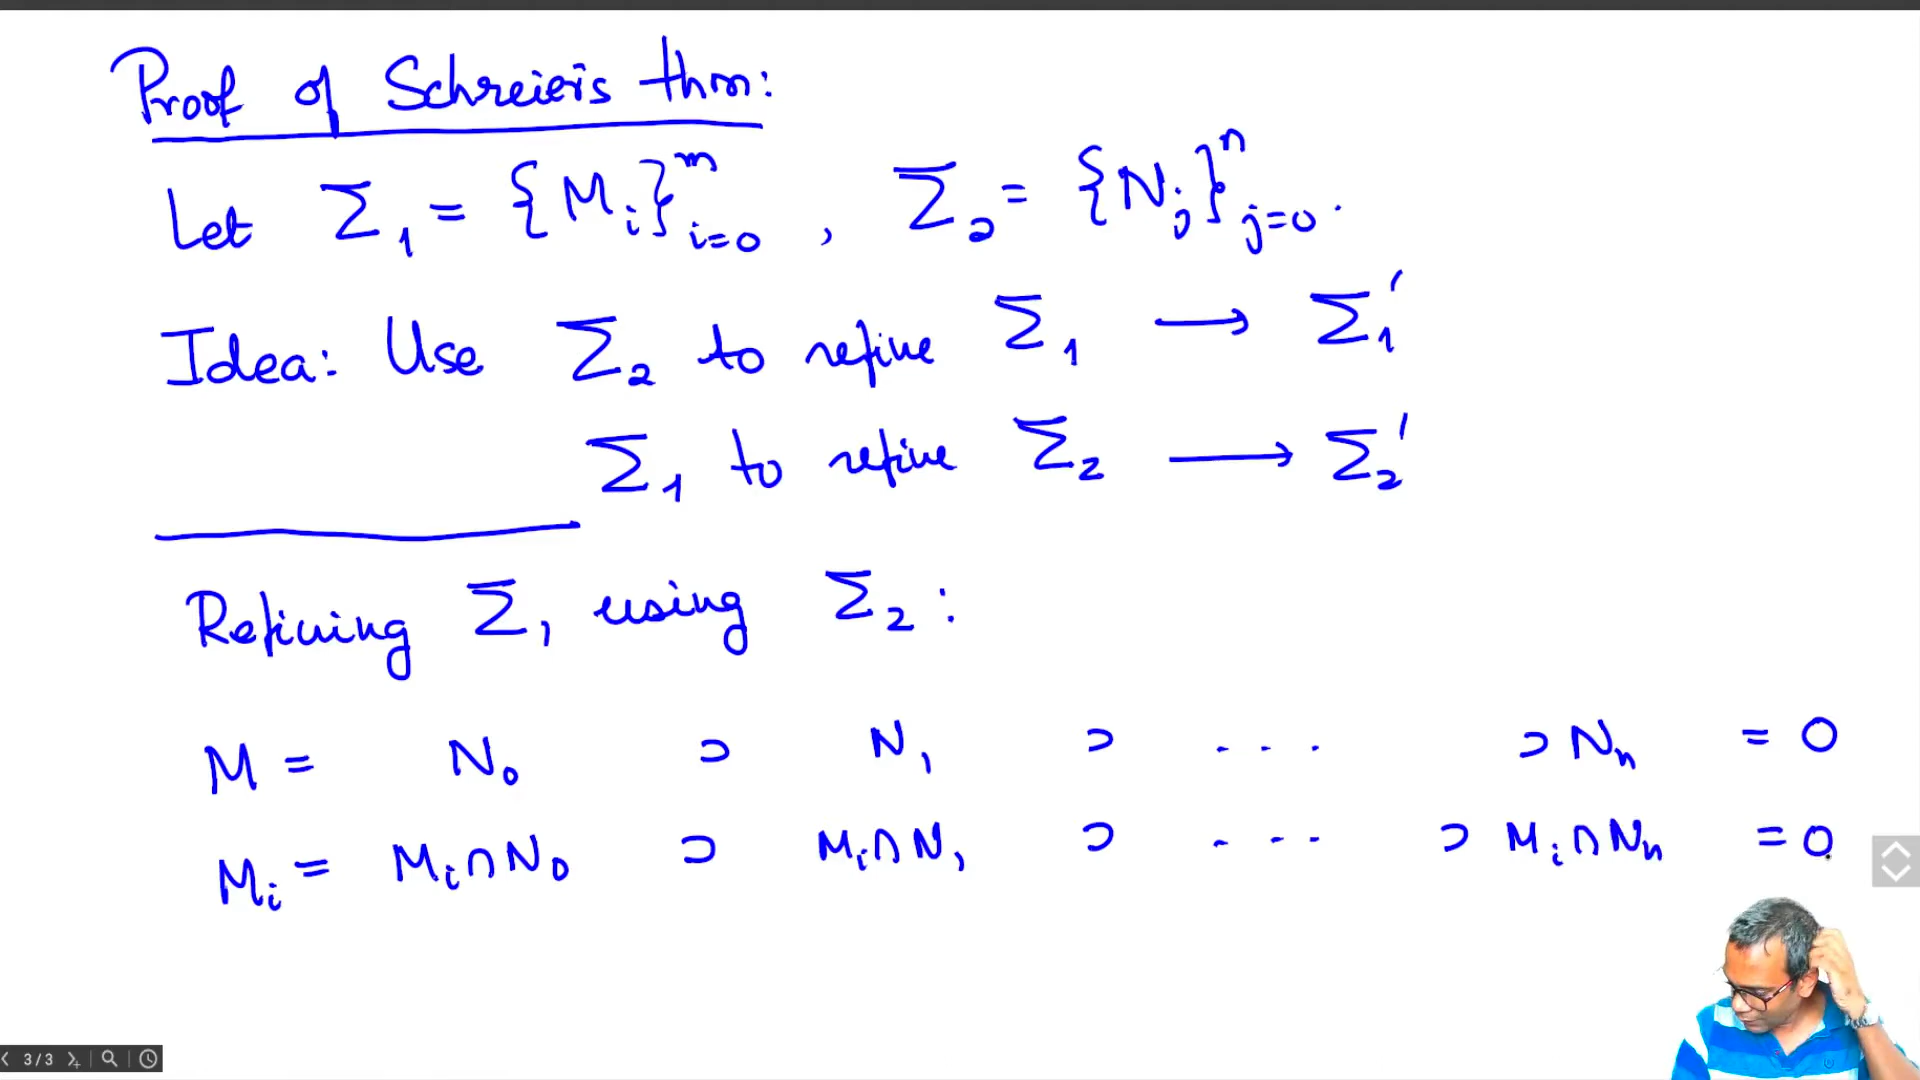 Proof of Schreier's thm:
Let Σ₁ = {Mᵢ}ᵐᵢ₌₀ , Σ₂ = {Nⱼ}ⁿⱼ₌₀ .
Idea: Use Σ₂ to refine Σ₁ ⟶ Σ₁′
Σ₁ to refine Σ₂ ⟶ Σ₂′
Refining Σ₁ using Σ₂ :
M = N₀ ⊃ N₁ ⊃ ... ⊃ Nₙ = 0
Mᵢ = Mᵢ∩N₀ ⊃ Mᵢ∩N₁ ⊃ ... ⊃ Mᵢ∩Nₙ = 0
3/3